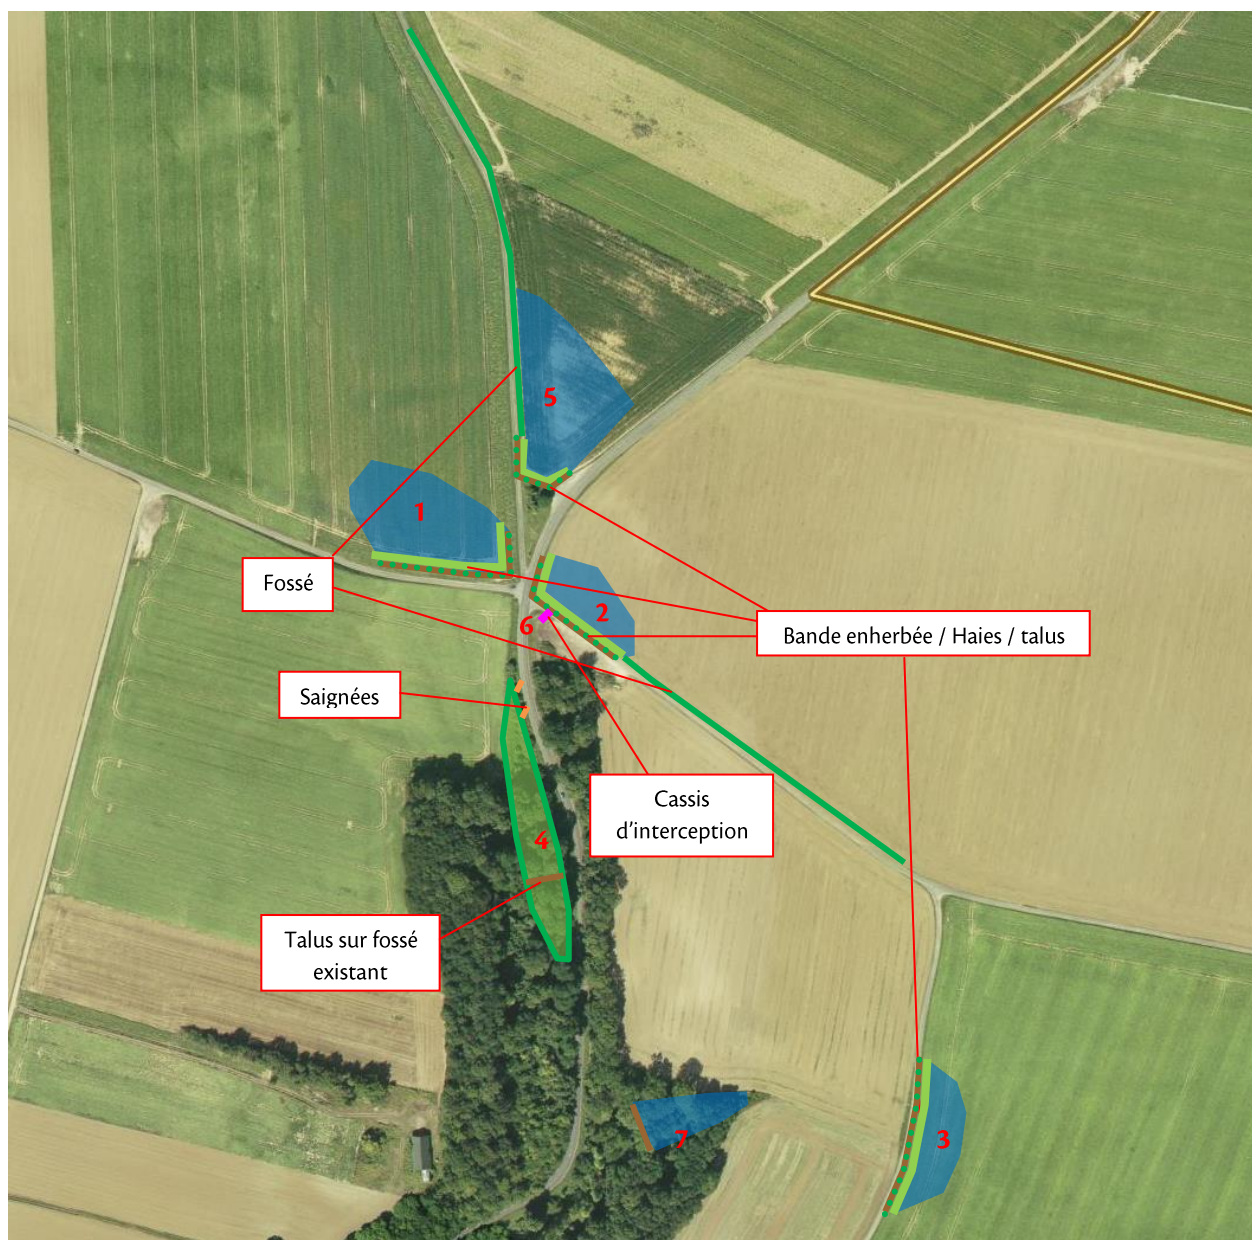 5
1
Fossé
2
6
Bande enherbée / Haies / talus
Saignées
Cassis
d'interception
4
Talus sur fossé
existant
7
3